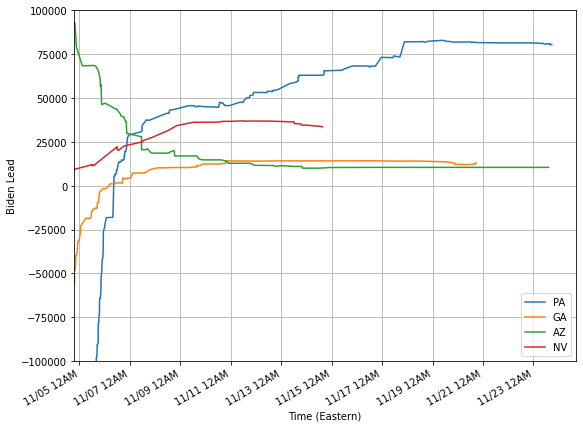 100000
75000
50000
25000
0
−25000
−50000
−75000
−100000
Biden Lead
PA
GA
AZ
NV
11/05 12AM
11/07 12AM
11/09 12AM
11/11 12AM
11/13 12AM
11/15 12AM
11/17 12AM
11/19 12AM
11/21 12AM
11/23 12AM
Time (Eastern)